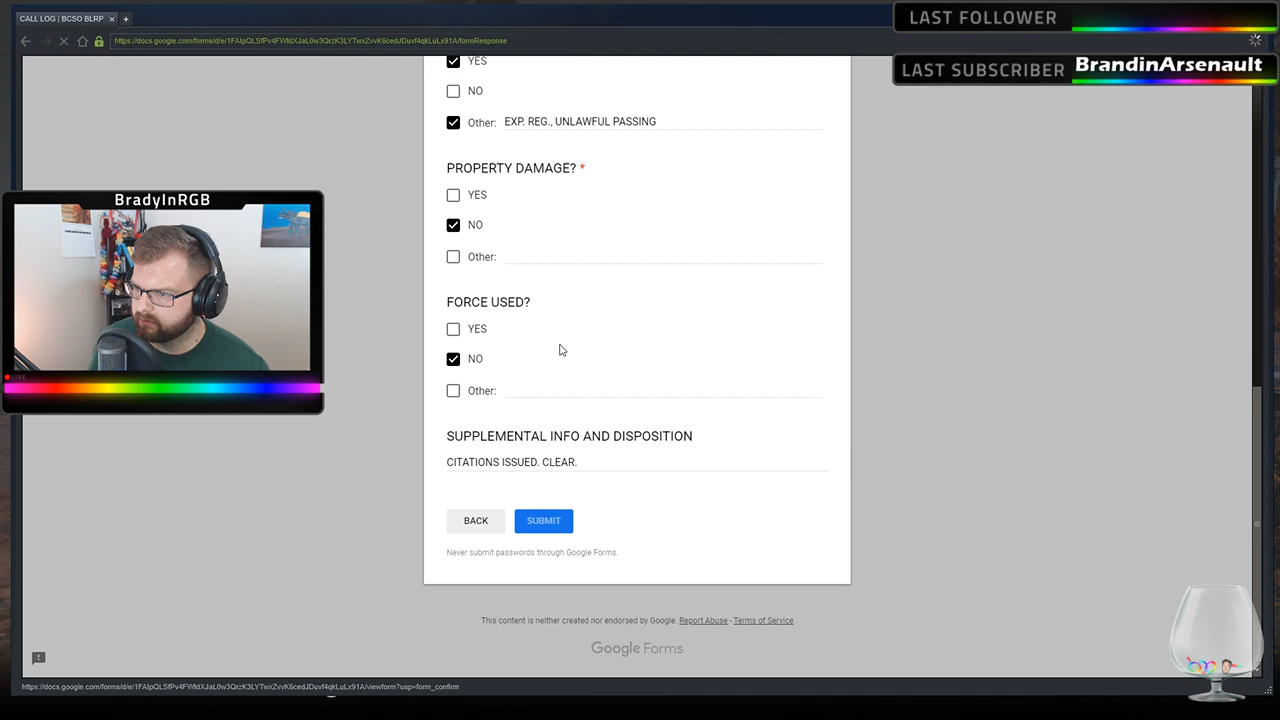 CALL LOG | BCSO BLRP
LAST FOLLOWER
https://docs.google.com/forms/d/e/1FAIpQLSfPv4FWtdXJaL0w3QrzK3LYTwxZvvK6cedJDuvf4qkLuLx91A/formResponse
LAST SUBSCRIBER BrandinArsenault
YES
NO
Other: EXP. REG., UNLAWFUL PASSING
PROPERTY DAMAGE? *
YES
NO
Other:
BradyInRGB
LIVE
FORCE USED?
YES
NO
Other:
SUPPLEMENTAL INFO AND DISPOSITION
CITATIONS ISSUED. CLEAR.
BACK SUBMIT
Never submit passwords through Google Forms.
This content is neither created nor endorsed by Google. Report Abuse - Terms of Service
Google Forms
https://docs.google.com/forms/d/e/1FAIpQLSfPv4FWtdXJaL0w3QrzK3LYTwxZvvK6cedJDuvf4qkLuLx91A/viewform?usp=form_confirm